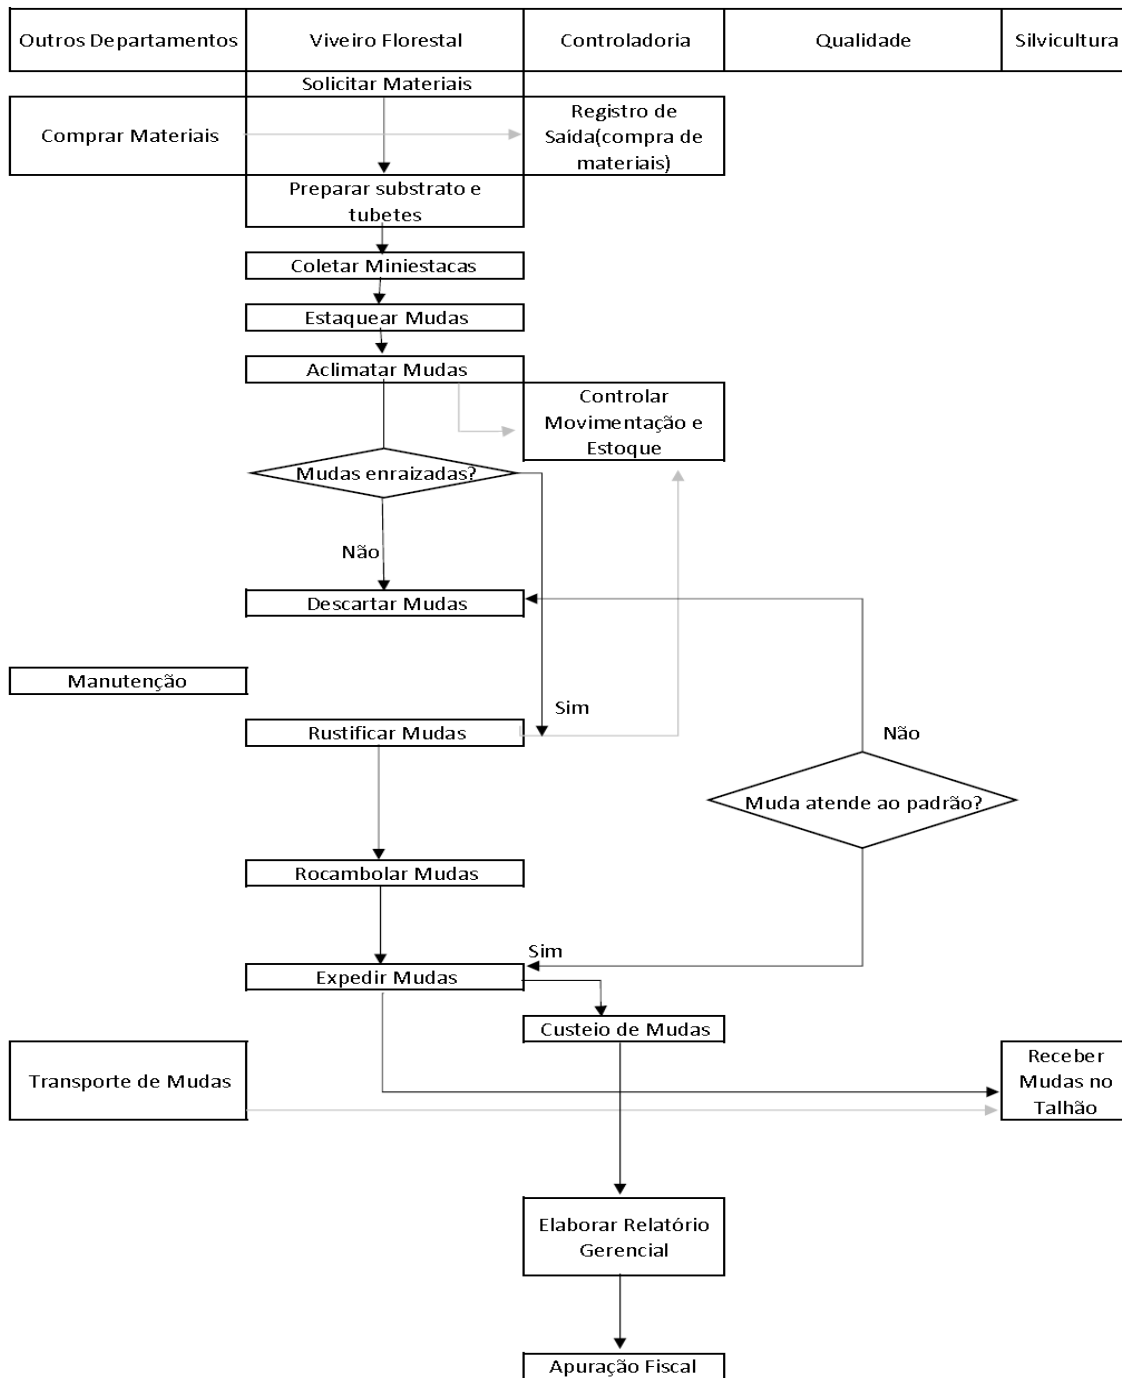 Outros Departamentos
Viveiro Florestal
Controladoria
Qualidade
Silvicultura
Solicitar Materiais
Comprar Materiais
Registro de
Saída(compra de
materiais)
Preparar substrato e
tubetes
Coletar Miniestacas
Estaquear Mudas
Aclimatar Mudas
Controlar
Movimentação e
Estoque
Mudas enraizadas?
Não
Descartar Mudas
Manutenção
Sim
Rustificar Mudas
Não
Muda atende ao padrão?
Rocambolar Mudas
Sim
Expedir Mudas
Custeio de Mudas
Transporte de Mudas
Receber
Mudas no
Talhão
Elaborar Relatório
Gerencial
Apuração Fiscal